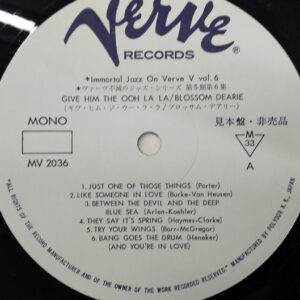 Verve
RECORDS
*Immortal Jazz On Verve V vol.6
*ヴァーヴ不滅のジャズ・シリーズ 第5期第6集
GIVE HIM THE OOH LA LA/BLOSSOM DEARIE
(ギヴ・ヒム・ジ・ウー・ラ・ラ/ブロッサム・デアリー)
MONO
見本盤・非売品
MV 2036
M
33
A
1. JUST ONE OF THOSE THINGS (Porter)
2. LIKE SOMEONE IN LOVE (Burke-Van Heusen)
3. BETWEEN THE DEVIL AND THE DEEP
BLUE SEA (Arlen-Koehler)
4. THEY SAY IT'S SPRING (Haymes-Clarke)
5. TRY YOUR WINGS (Barr-McGregor)
6. BANG GOES THE DRUM (Heneker)
(AND YOU'RE IN LOVE)
"ALL RIGHTS OF THE RECORD MANUFACTURER AND OF THE OWNER OF THE WORK RECORDED RESERVED" MANUFACTURED BY POLYDOR K.K., JAPAN